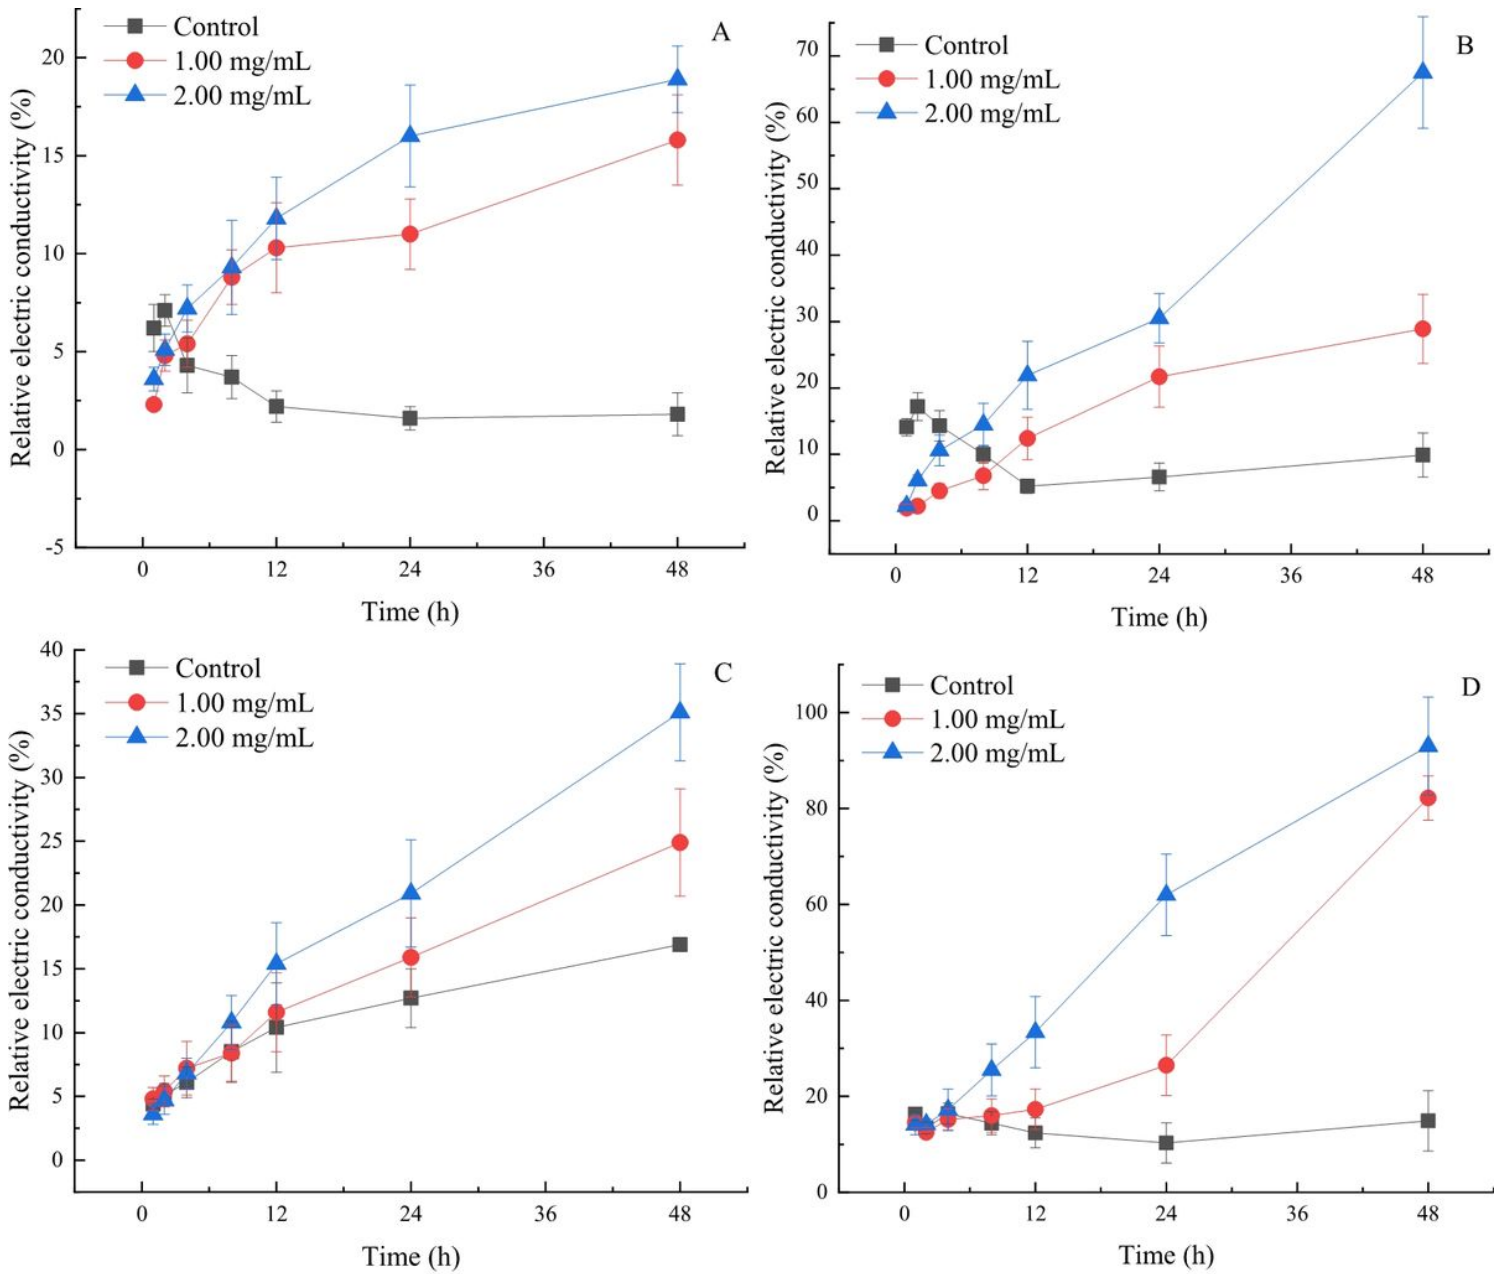 Control
1.00 mg/mL
2.00 mg/mL
A
Relative electric conductivity (%)
20
15
10
5
0
-5
0 12 24 36 48
Time (h)
Control
1.00 mg/mL
2.00 mg/mL
B
Relative electric conductivity (%)
70
60
50
40
30
20
10
0
0 12 24 36 48
Time (h)
Control
1.00 mg/mL
2.00 mg/mL
C
Relative electric conductivity (%)
40
35
30
25
20
15
10
5
0
0 12 24 36 48
Time (h)
Control
1.00 mg/mL
2.00 mg/mL
D
Relative electric conductivity (%)
100
80
60
40
20
0
0 12 24 36 48
Time (h)